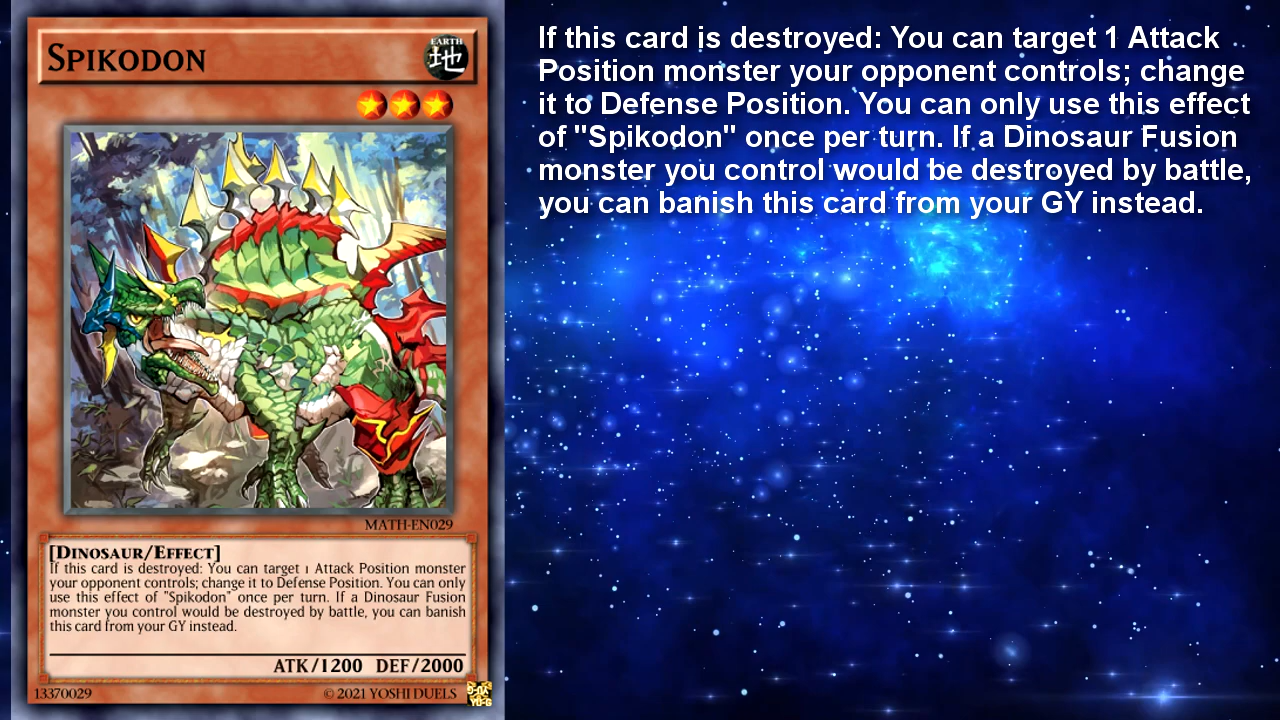 SPIKODON
EARTH
地
MATH-EN029
[DINOSAUR/EFFECT]
If this card is destroyed: You can target 1 Attack Position monster
your opponent controls; change it to Defense Position. You can only
use this effect of "Spikodon" once per turn. If a Dinosaur Fusion
monster you control would be destroyed by battle, you can banish
this card from your GY instead.
ATK/1200 DEF/2000
13370029
© 2021 YOSHI DUELS
If this card is destroyed: You can target 1 Attack
Position monster your opponent controls; change
it to Defense Position. You can only use this effect
of "Spikodon" once per turn. If a Dinosaur Fusion
monster you control would be destroyed by battle,
you can banish this card from your GY instead.